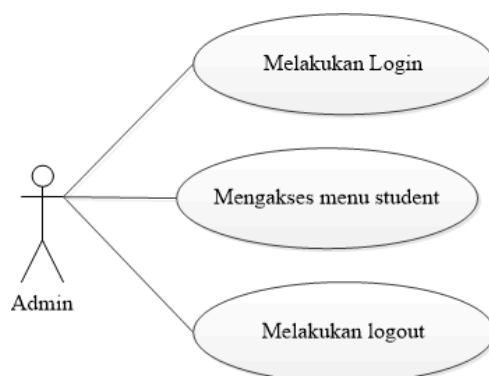 Melakukan Login
Mengakses menu student
Admin
Melakukan logout